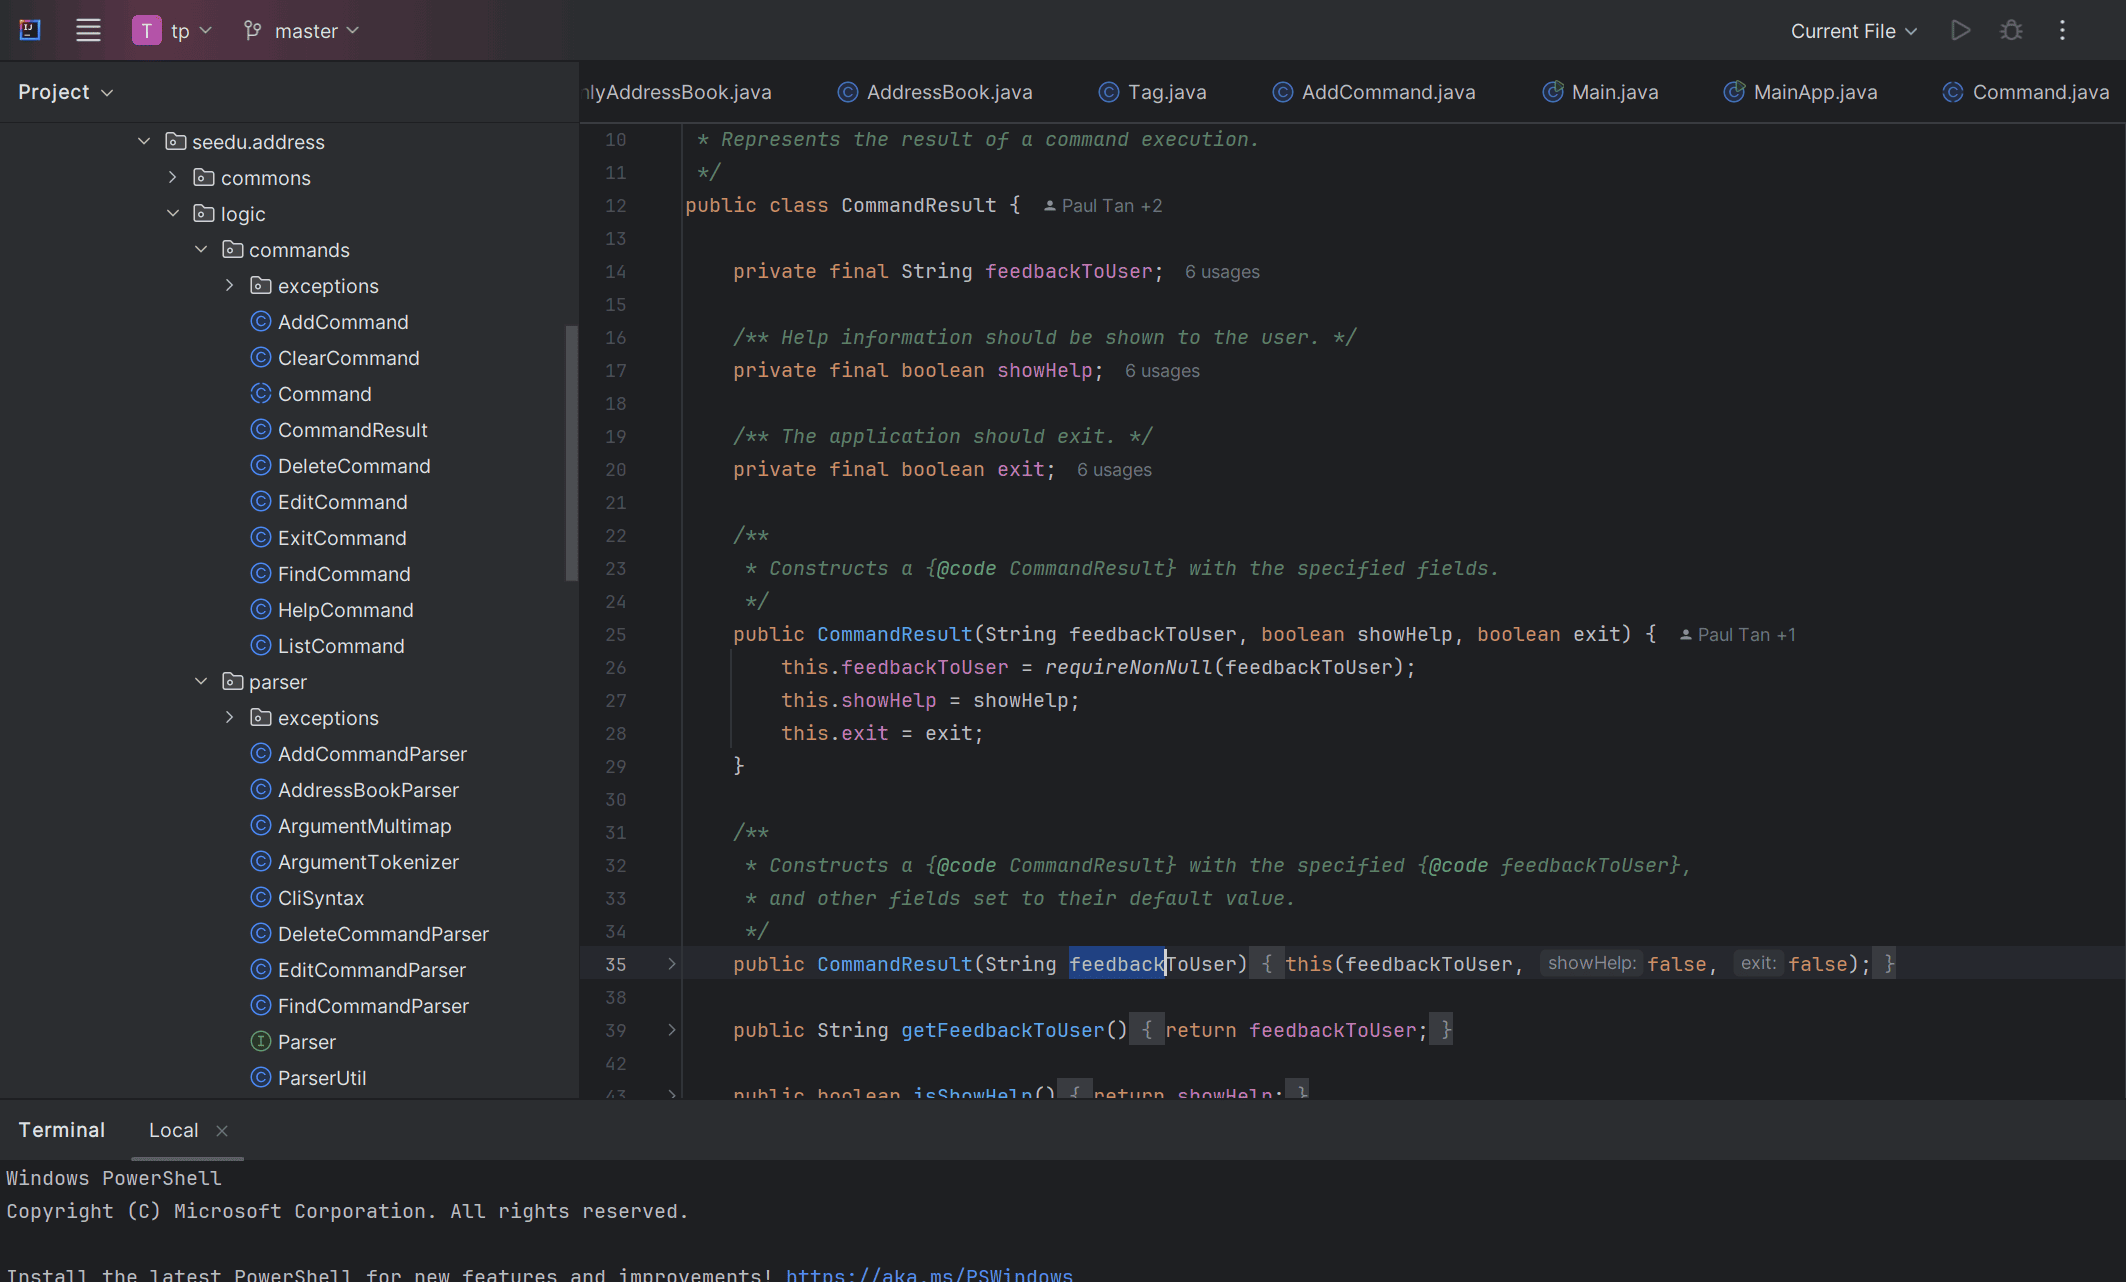 T tp master Current File
Project
seedu.address
commons
logic
commands
exceptions
AddCommand
ClearCommand
Command
CommandResult
DeleteCommand
EditCommand
ExitCommand
FindCommand
HelpCommand
ListCommand
parser
exceptions
AddCommandParser
AddressBookParser
ArgumentMultimap
ArgumentTokenizer
CliSyntax
DeleteCommandParser
EditCommandParser
FindCommandParser
Parser
ParserUtil
nlyAddressBook.java AddressBook.java Tag.java AddCommand.java Main.java MainApp.java Command.java
10 * Represents the result of a command execution.
11 */
12 public class CommandResult { Paul Tan +2
13
14 private final String feedbackToUser; 6 usages
15
16 /** Help information should be shown to the user. */
17 private final boolean showHelp; 6 usages
18
19 /** The application should exit. */
20 private final boolean exit; 6 usages
21
22 /**
23 * Constructs a {@code CommandResult} with the specified fields.
24 */
25 public CommandResult(String feedbackToUser, boolean showHelp, boolean exit) { Paul Tan +1
26 this.feedbackToUser = requireNonNull(feedbackToUser);
27 this.showHelp = showHelp;
28 this.exit = exit;
29 }
30
31 /**
32 * Constructs a {@code CommandResult} with the specified {@code feedbackToUser},
33 * and other fields set to their default value.
34 */
35 public CommandResult(String feedbackToUser) { this(feedbackToUser, showHelp: false, exit: false); }
38
39 public String getFeedbackToUser() { return feedbackToUser; }
42
43 public boolean isShowHelp() { return showHelp; }
Terminal Local
Windows PowerShell
Copyright (C) Microsoft Corporation. All rights reserved.
Install the latest PowerShell for new features and improvements! https://aka.ms/PSWindows